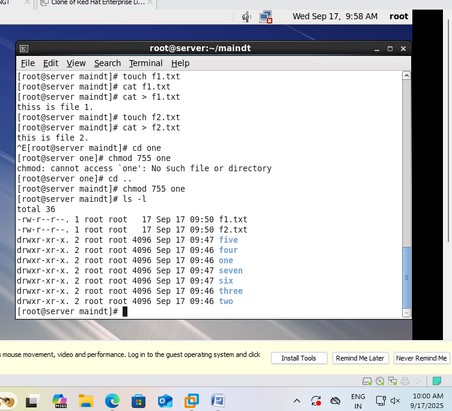 Clone of Red Hat Enterprise Li...
Wed Sep 17, 9:58 AM root
root@server:~/maindt
File Edit View Search Terminal Help
[root@server maindt]# touch f1.txt
[root@server maindt]# cat f1.txt
[root@server maindt]# cat > f1.txt
thiss is file 1.
[root@server maindt]# touch f2.txt
[root@server maindt]# cat > f2.txt
this is file 2.
^E[root@server maindt]# cd one
[root@server one]# chmod 755 one
chmod: cannot access `one': No such file or directory
[root@server one]# cd ..
[root@server maindt]# chmod 755 one
[root@server maindt]# ls -l
total 36
-rw-r--r--. 1 root root 17 Sep 17 09:50 f1.txt
-rw-r--r--. 1 root root 17 Sep 17 09:50 f2.txt
drwxr-xr-x. 2 root root 4096 Sep 17 09:47 five
drwxr-xr-x. 2 root root 4096 Sep 17 09:46 four
drwxr-xr-x. 2 root root 4096 Sep 17 09:46 one
drwxr-xr-x. 2 root root 4096 Sep 17 09:47 seven
drwxr-xr-x. 2 root root 4096 Sep 17 09:47 six
drwxr-xr-x. 2 root root 4096 Sep 17 09:46 three
drwxr-xr-x. 2 root root 4096 Sep 17 09:46 two
[root@server maindt]#
mouse movement, video and performance. Log in to the guest operating system and click
Install Tools Remind Me Later Never Remind Me
ENG
IN
10:00 AM
9/17/2025